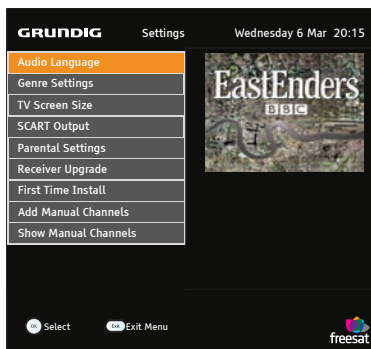 GRUNDIG Settings Wednesday 6 Mar 20:15
Audio Language
Genre Settings
TV Screen Size
SCART Output
Parental Settings
Receiver Upgrade
First Time Install
Add Manual Channels
Show Manual Channels
EastEnders
BBC
OK Select Exit Exit Menu
freesat